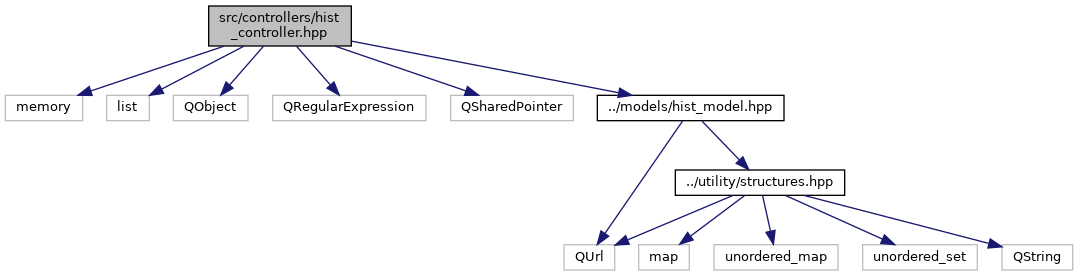 src/controllers/hist
_controller.hpp
memory
list
QObject
QRegularExpression
QSharedPointer
../models/hist_model.hpp
../utility/structures.hpp
QUrl
map
unordered_map
unordered_set
QString